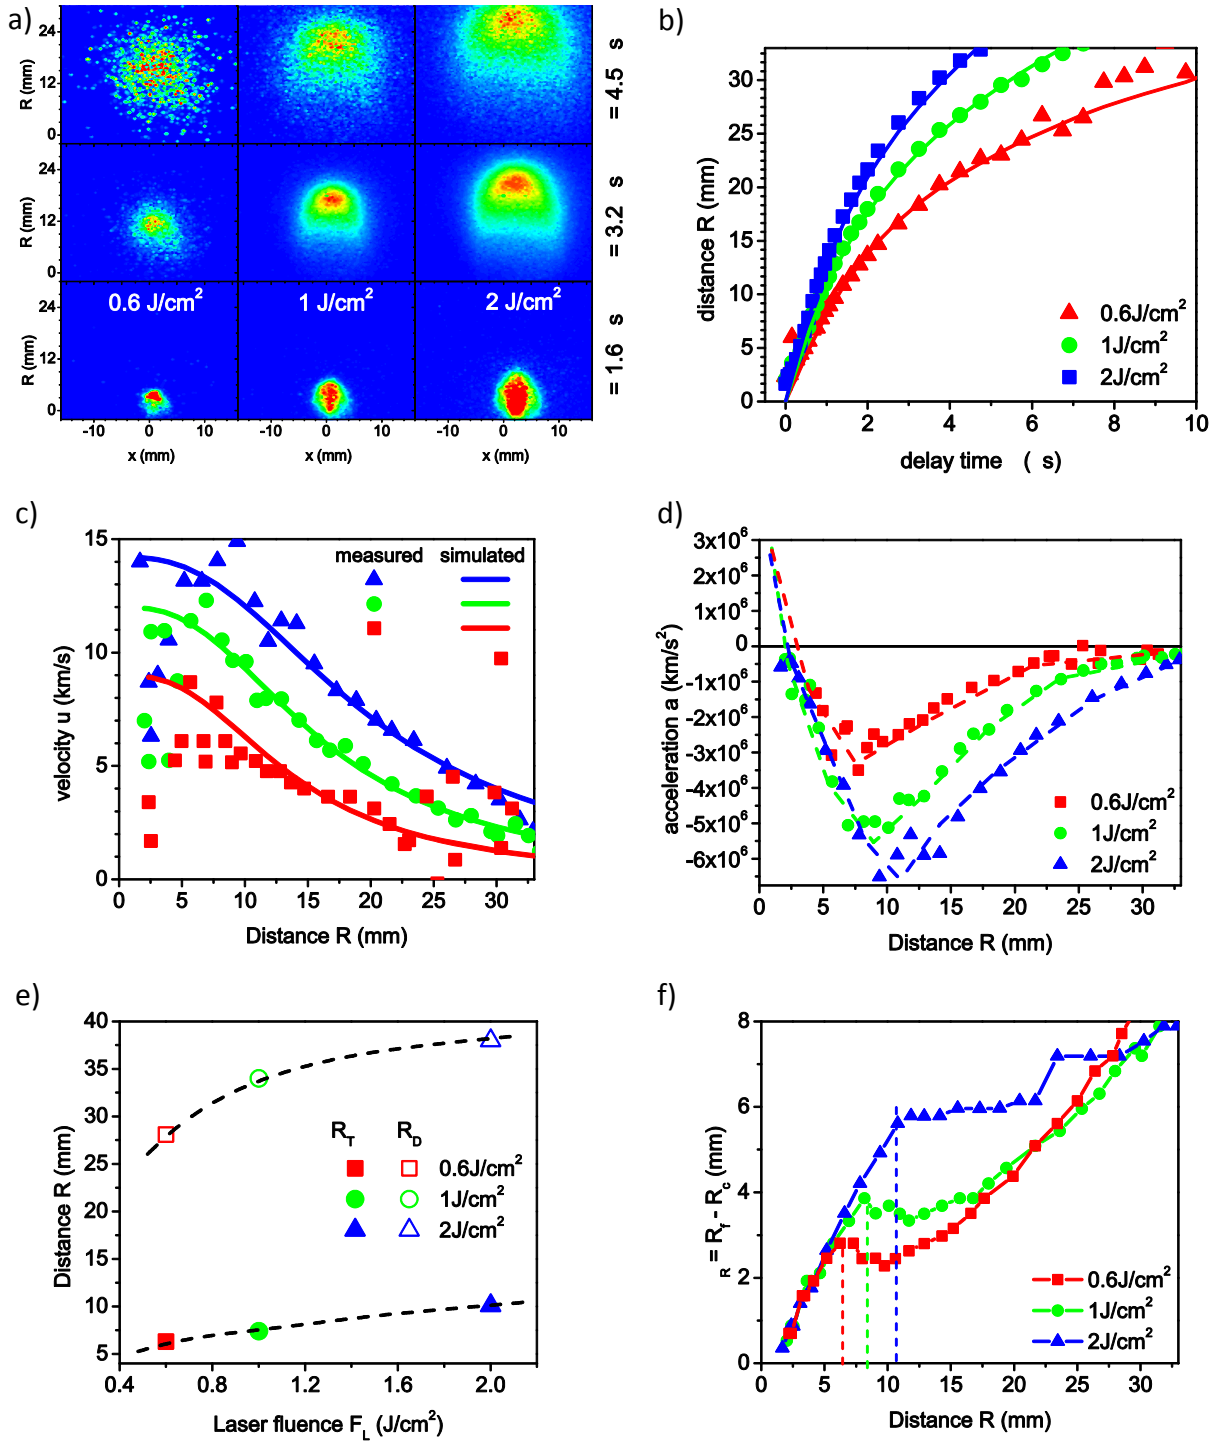 a)
24
12
0
R (mm)
= 4.5 s
24
12
0
R (mm)
= 3.2 s
0.6 J/cm²
1 J/cm²
2 J/cm²
24
12
0
R (mm)
= 1.6 s
-10 0 10
-10 0 10
-10 0 10
x (mm)
x (mm)
x (mm)
b)
30
25
20
15
10
5
0
distance R (mm)
0.6J/cm²
1J/cm²
2J/cm²
0 2 4 6 8 10
delay time ( s)
c)
15
10
5
0
velocity u (km/s)
measured simulated
0 5 10 15 20 25 30
Distance R (mm)
d)
3x10⁶
2x10⁶
1x10⁶
0
-1x10⁶
-2x10⁶
-3x10⁶
-4x10⁶
-5x10⁶
-6x10⁶
acceleration a (km/s²)
0.6J/cm²
1J/cm²
2J/cm²
0 5 10 15 20 25 30
Distance R (mm)
e)
40
35
30
25
20
15
10
5
Distance R (mm)
R_T R_D
0.6J/cm²
1J/cm²
2J/cm²
0.4 0.8 1.2 1.6 2.0
Laser fluence F_L (J/cm²)
f)
8
6
4
2
0
R = R_f - R_c (mm)
0.6J/cm²
1J/cm²
2J/cm²
0 5 10 15 20 25 30
Distance R (mm)